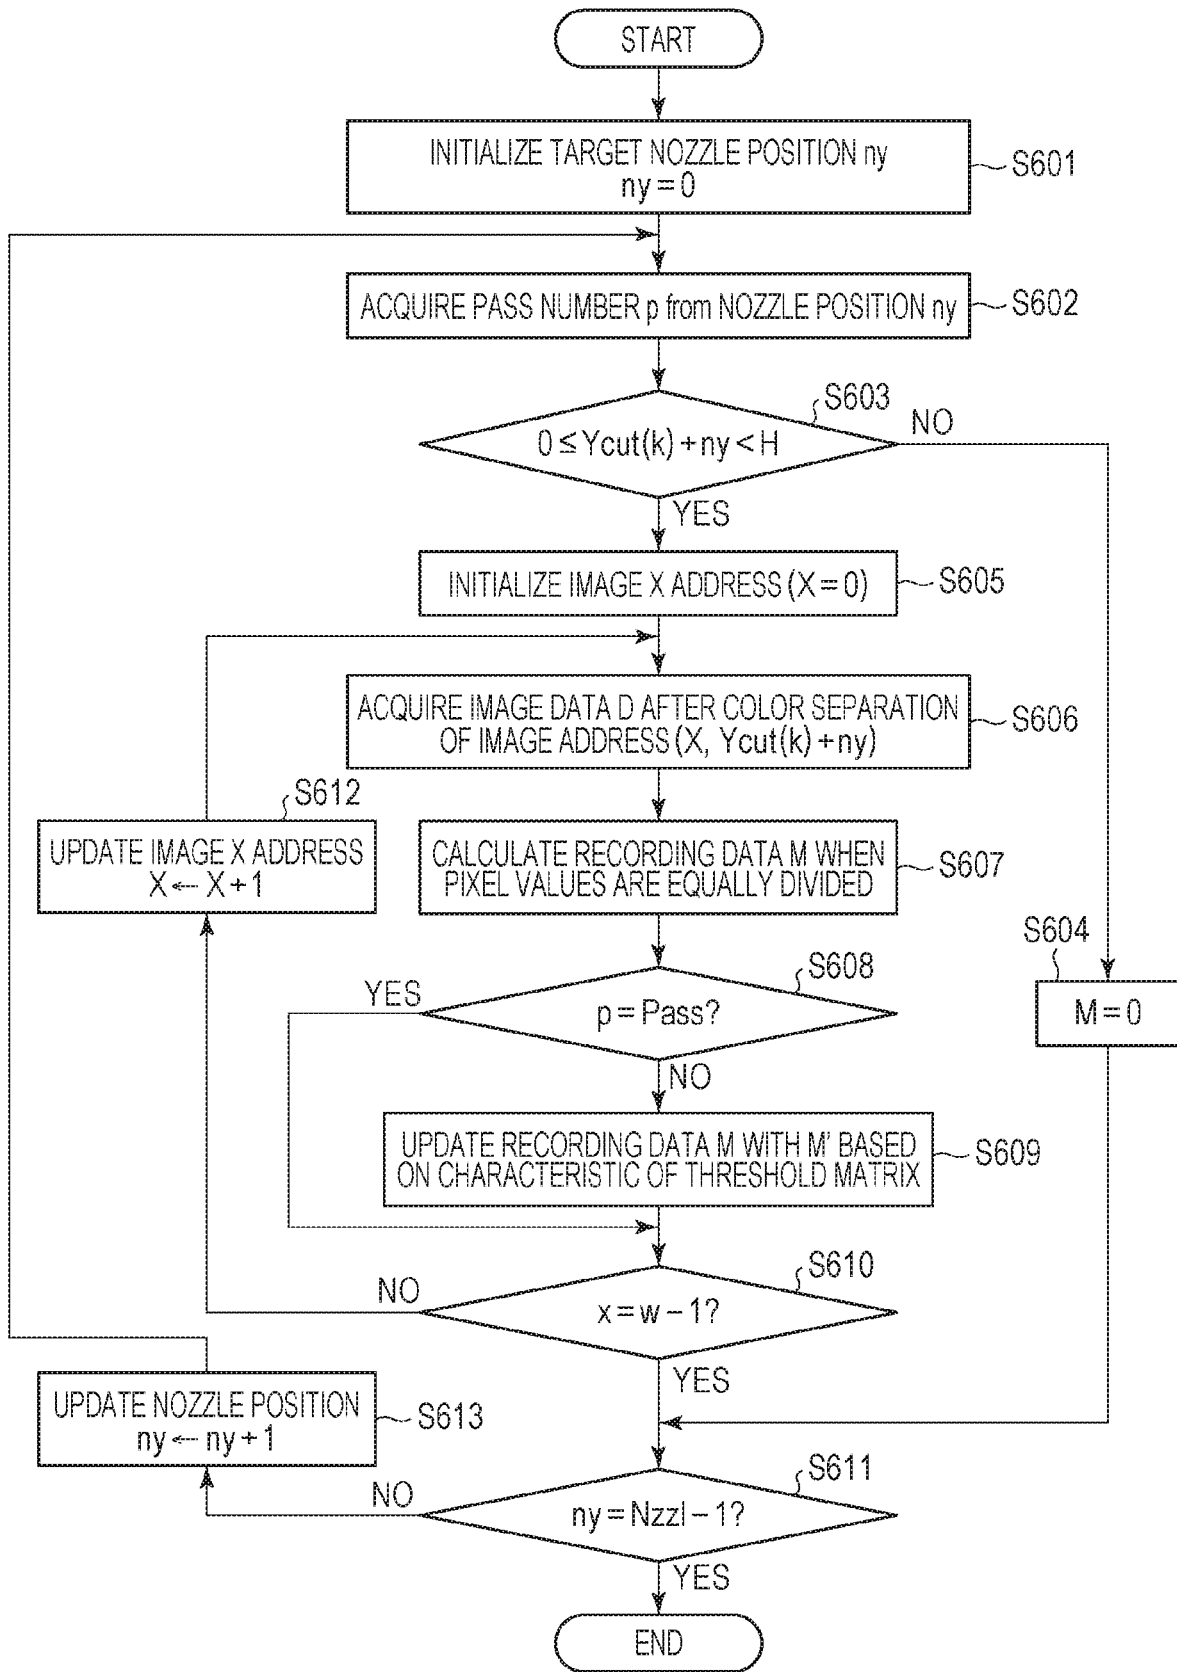 START
INITIALIZE TARGET NOZZLE POSITION ny
ny = 0
S601
ACQUIRE PASS NUMBER p from NOZZLE POSITION ny
S602
S603
0 ≤ Ycut(k) + ny < H
NO
YES
INITIALIZE IMAGE X ADDRESS (X = 0)
S605
ACQUIRE IMAGE DATA D AFTER COLOR SEPARATION
OF IMAGE ADDRESS (X, Ycut(k) + ny)
S606
S612
UPDATE IMAGE X ADDRESS
X ← X + 1
CALCULATE RECORDING DATA M WHEN
PIXEL VALUES ARE EQUALLY DIVIDED
S607
S604
M = 0
S608
YES
p = Pass?
NO
UPDATE RECORDING DATA M WITH M' BASED
ON CHARACTERISTIC OF THRESHOLD MATRIX
S609
S610
NO
x = w – 1?
YES
UPDATE NOZZLE POSITION
ny ← ny + 1
S613
S611
NO
ny = Nzzl – 1?
YES
END